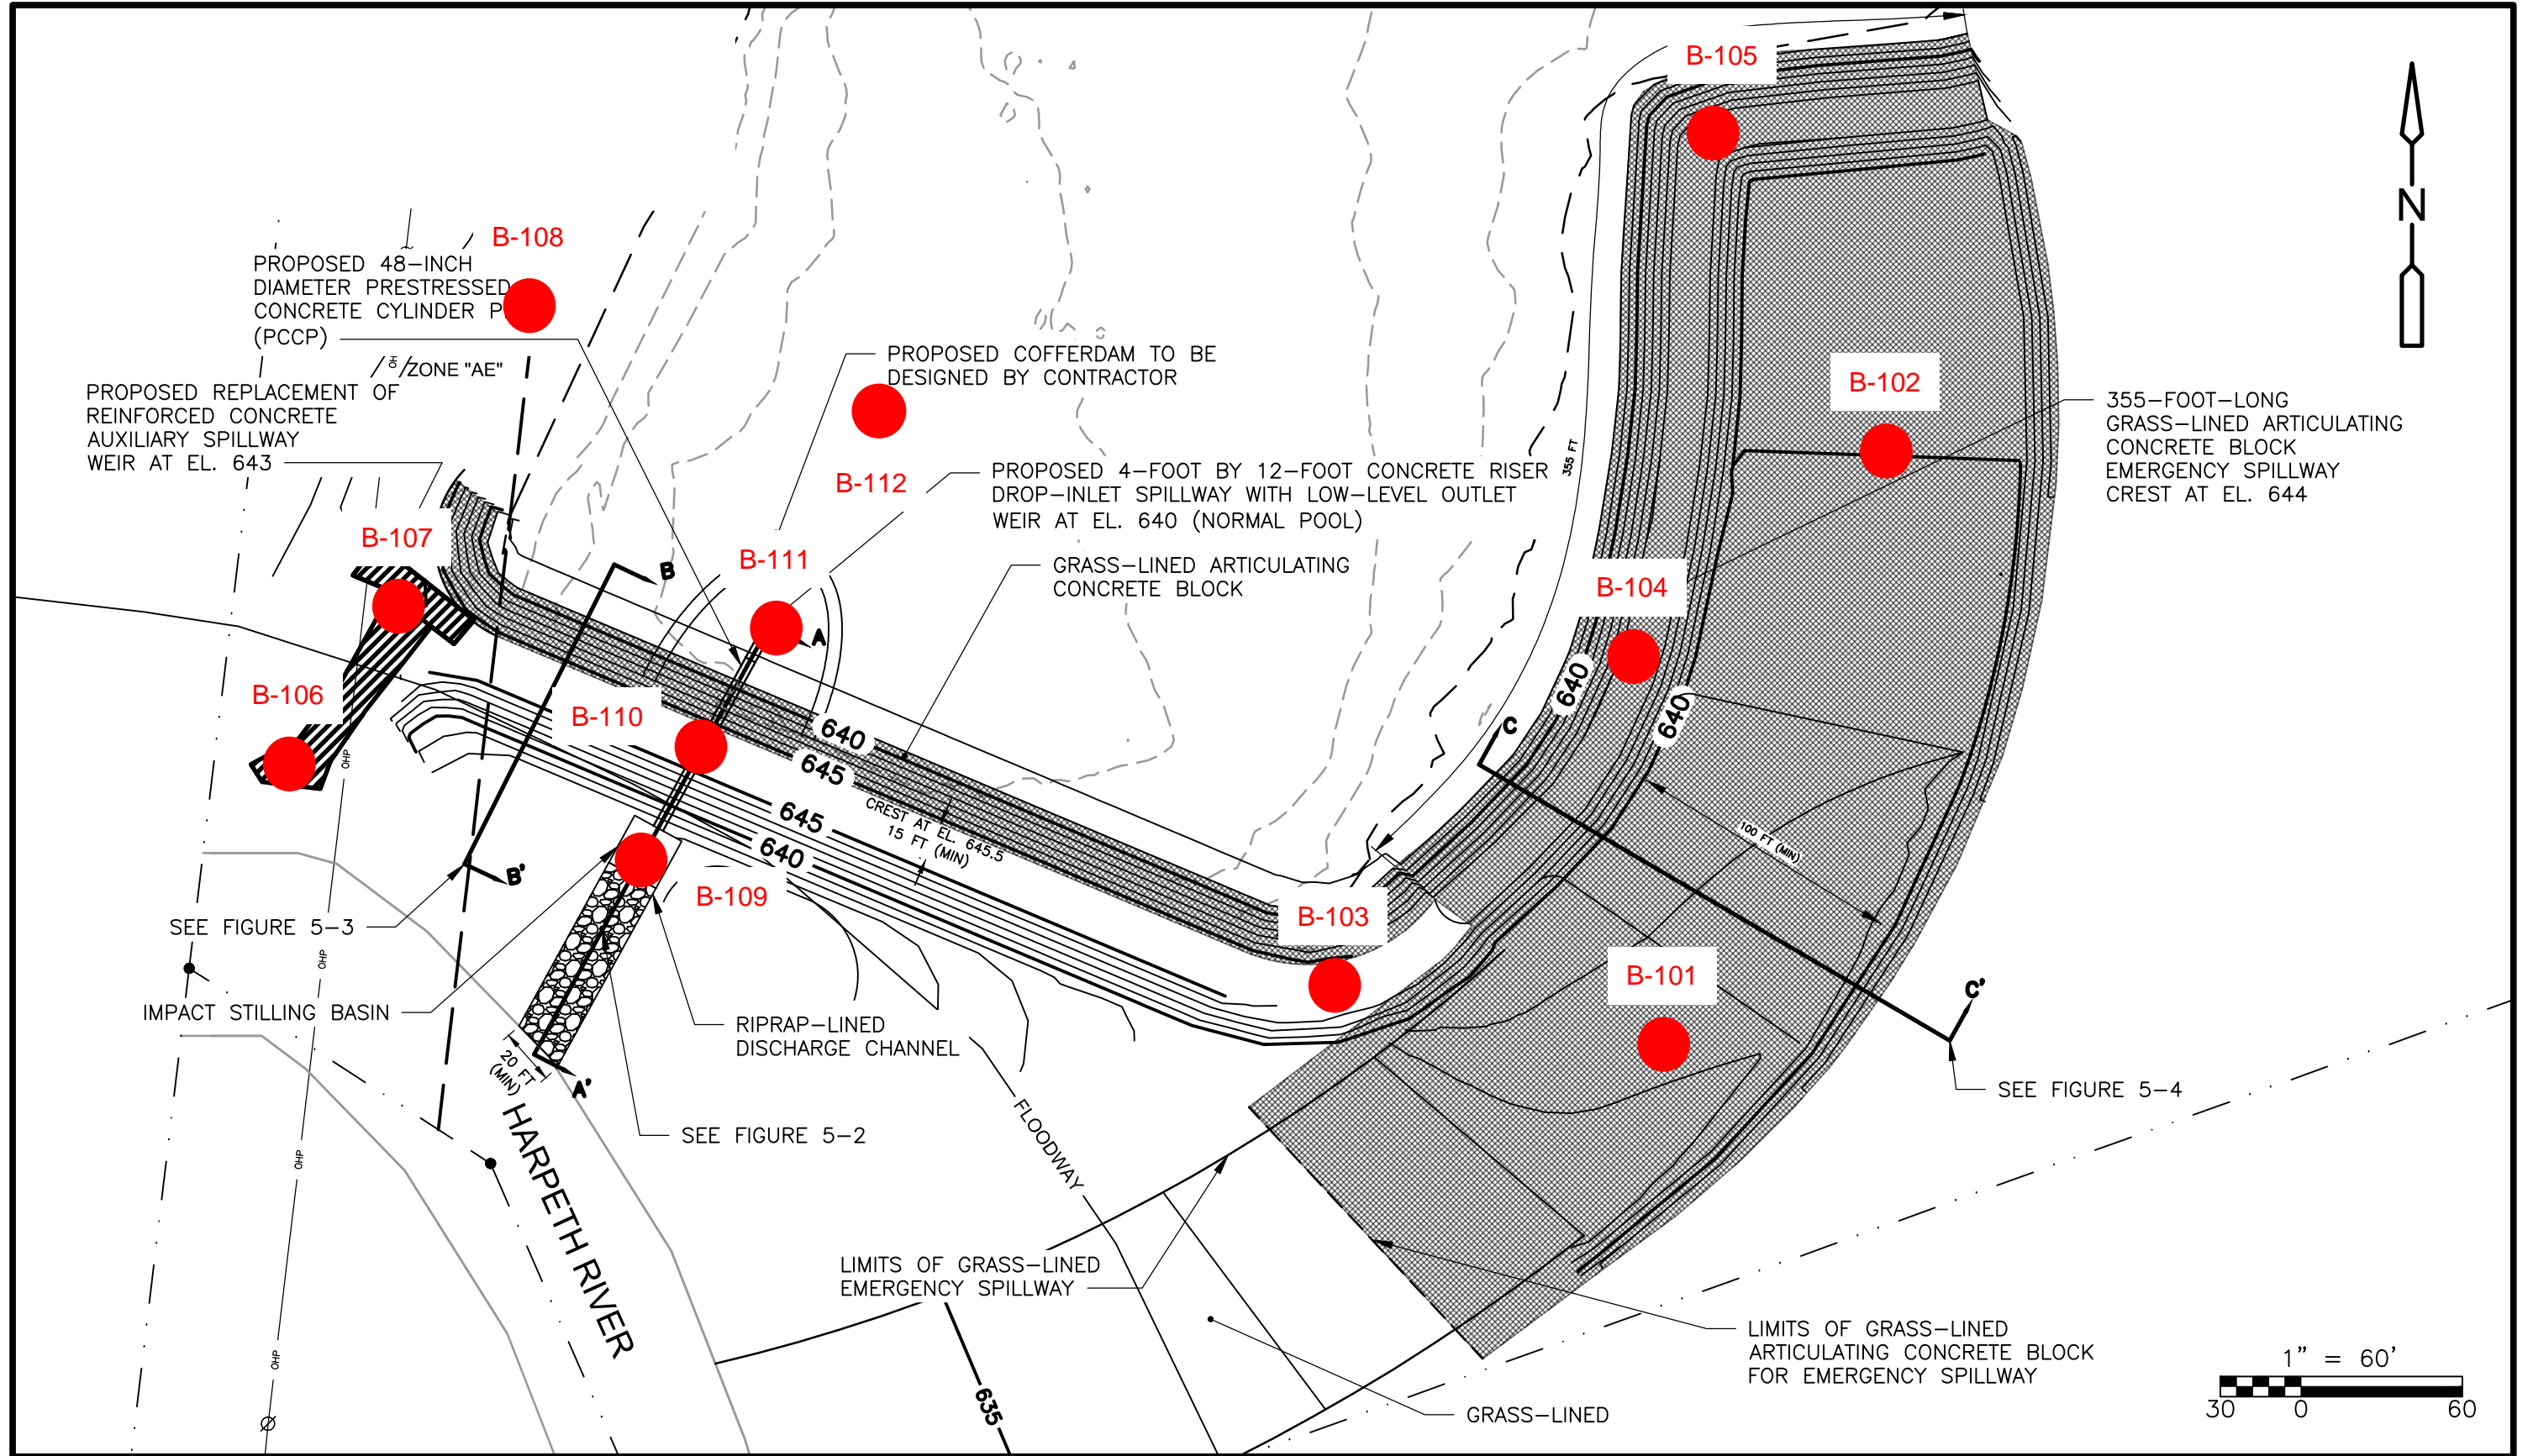 B-105
N
B-108
PROPOSED 48-INCH
DIAMETER PRESTRESSED
CONCRETE CYLINDER P
(PCCP)
OHP
ZONE "AE"
PROPOSED COFFERDAM TO BE
DESIGNED BY CONTRACTOR
B-112
B-102
355-FOOT-LONG
GRASS-LINED ARTICULATING
CONCRETE BLOCK
EMERGENCY SPILLWAY
CREST AT EL. 644
PROPOSED REPLACEMENT OF
REINFORCED CONCRETE
AUXILIARY SPILLWAY
WEIR AT EL. 643
PROPOSED 4-FOOT BY 12-FOOT CONCRETE RISER
DROP-INLET SPILLWAY WITH LOW-LEVEL OUTLET
WEIR AT EL. 640 (NORMAL POOL)
355 FT
B-107
B-111
B
A
GRASS-LINED ARTICULATING
CONCRETE BLOCK
B-104
B-106
B-110
640
645
640
640
C
OHP
645
640
CREST AT EL. 645.5
15 FT (MIN)
100 FT (MIN)
B'
B-109
B-103
B-101
C'
SEE FIGURE 5-3
OHP
IMPACT STILLING BASIN
RIPRAP-LINED
DISCHARGE CHANNEL
20 FT
(MIN)
A'
SEE FIGURE 5-4
SEE FIGURE 5-2
OHP
HARPETH RIVER
FLOODWAY
LIMITS OF GRASS-LINED
EMERGENCY SPILLWAY
LIMITS OF GRASS-LINED
ARTICULATING CONCRETE BLOCK
FOR EMERGENCY SPILLWAY
OHP
635
GRASS-LINED
1" = 60'
30 0 60